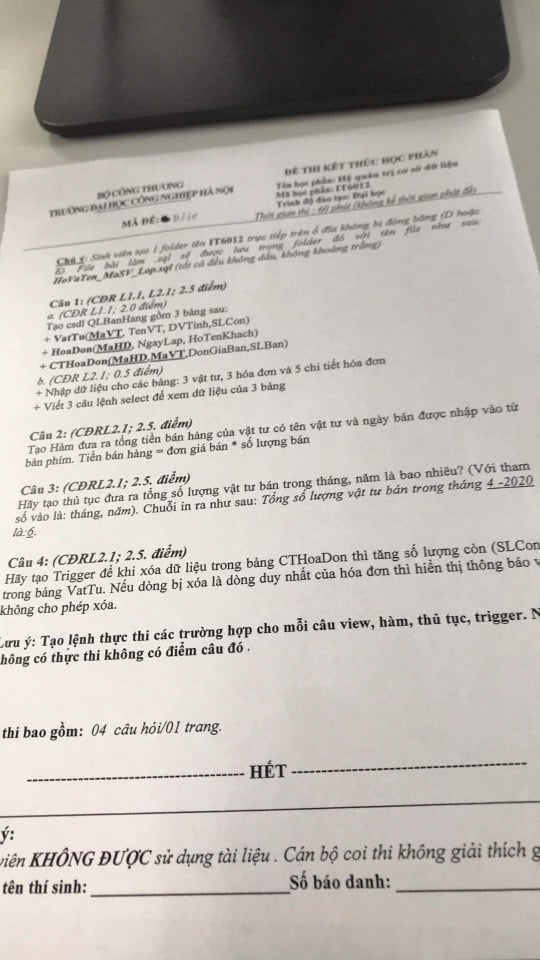 BỘ CÔNG THƯƠNG
TRƯỜNG ĐẠI HỌC CÔNG NGHIỆP HÀ NỘI
MÃ ĐỀ:
ĐỀ THI KẾT THÚC HỌC PHẦN
Tên học phần: Hệ quản trị cơ sở dữ liệu
Mã học phần: IT6012
Trình độ đào tạo: Đại học
Thời gian thi : 60 phút (không kể thời gian phát đề)
Chú ý: Sinh viên tạo 1 folder tên IT6012 trực tiếp trên ổ đĩa không bị đóng băng (D hoặc
E). File bài làm .sql sẽ được lưu trong folder đó với tên file như sau:
HoVaTen_MaSV_Lop.sql (tất cả đều không dấu, không khoảng trắng)
Câu 1: (CĐR L1.1, L2.1; 2.5 điểm)
a. (CĐR L1.1; 2.0 điểm)
Tạo csdl QLBanHang gồm 3 bảng sau:
+ VatTu(MaVT, TenVT, DVTinh,SLCon)
+ HoaDon(MaHD, NgayLap, HoTenKhach)
+ CTHoaDon(MaHD,MaVT,DonGiaBan,SLBan)
b. (CĐR L2.1; 0.5 điểm)
+ Nhập dữ liệu cho các bảng: 3 vật tư, 3 hóa đơn và 5 chi tiết hóa đơn
+ Viết 3 câu lệnh select để xem dữ liệu của 3 bảng
Câu 2: (CĐRL2.1; 2.5. điểm)
Tạo Hàm đưa ra tổng tiền bán hàng của vật tư có tên vật tư và ngày bán được nhập vào từ
bàn phím. Tiền bán hàng = đơn giá bán * số lượng bán
Câu 3: (CĐRL2.1; 2.5. điểm)
Hãy tạo thủ tục đưa ra tổng số lượng vật tư bán trong tháng, năm là bao nhiêu? (Với tham
số vào là: tháng, năm). Chuỗi in ra như sau: Tổng số lượng vật tư bán trong tháng 4 -2020
là:6.
Câu 4: (CĐRL2.1; 2.5. điểm)
Hãy tạo Trigger để khi xóa dữ liệu trong bảng CTHoaDon thì tăng số lượng còn (SLCon
trong bảng VatTu. Nếu dòng bị xóa là dòng duy nhất của hóa đơn thì hiển thị thông báo v
không cho phép xóa.
Lưu ý: Tạo lệnh thực thi các trường hợp cho mỗi câu view, hàm, thủ tục, trigger. N
hông có thực thi không có điểm câu đó .
thi bao gồm: 04 câu hỏi/01 trang.
HẾT
ý:
viên KHÔNG ĐƯỢC sử dụng tài liệu . Cán bộ coi thi không giải thích g
tên thí sinh: Số báo danh: